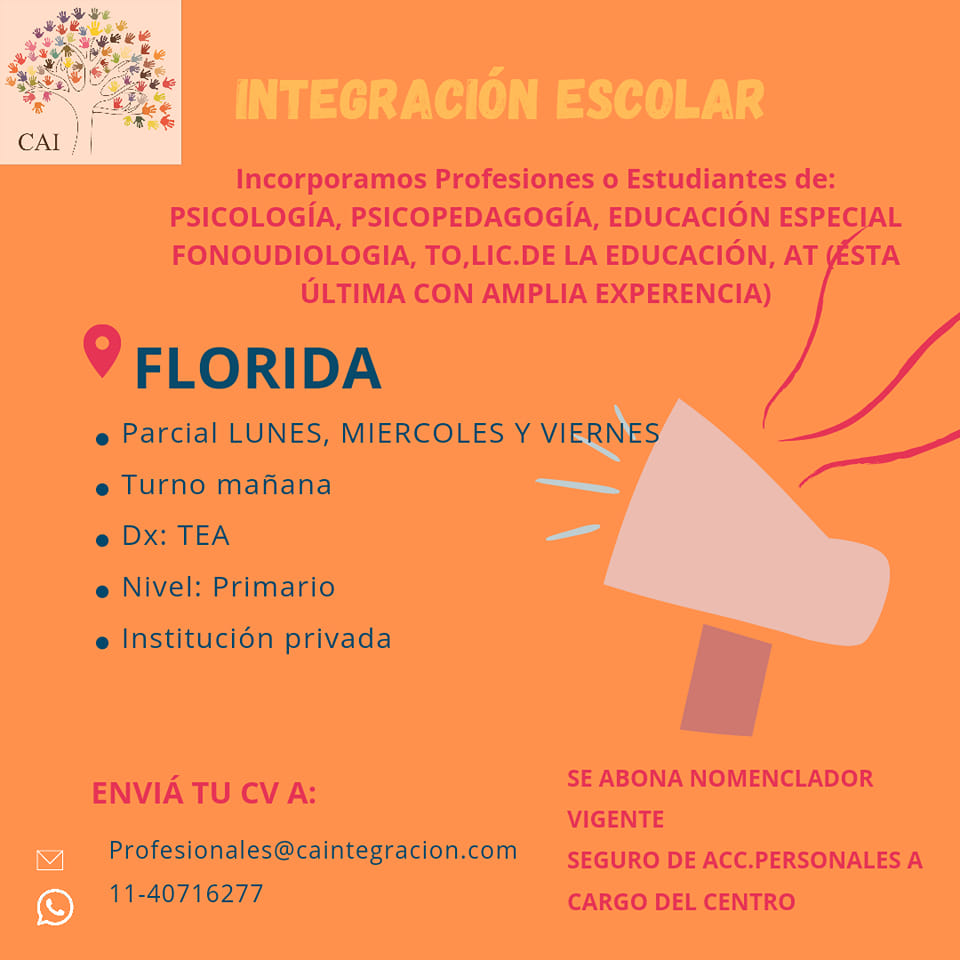 CAI
INTEGRACIÓN ESCOLAR
Incorporamos Profesiones o Estudiantes de:
PSICOLOGÍA, PSICOPEDAGOGÍA, EDUCACIÓN ESPECIAL
FONOUDIOLOGIA, TO,LIC.DE LA EDUCACIÓN, AT (ÉSTA
ÚLTIMA CON AMPLIA EXPERENCIA)
FLORIDA
Parcial LUNES, MIERCOLES Y VIERNES
Turno mañana
Dx: TEA
Nivel: Primario
Institución privada
ENVIÁ TU CV A:
Profesionales@caintegracion.com
11-40716277
SE ABONA NOMENCLADOR
VIGENTE
SEGURO DE ACC.PERSONALES A
CARGO DEL CENTRO